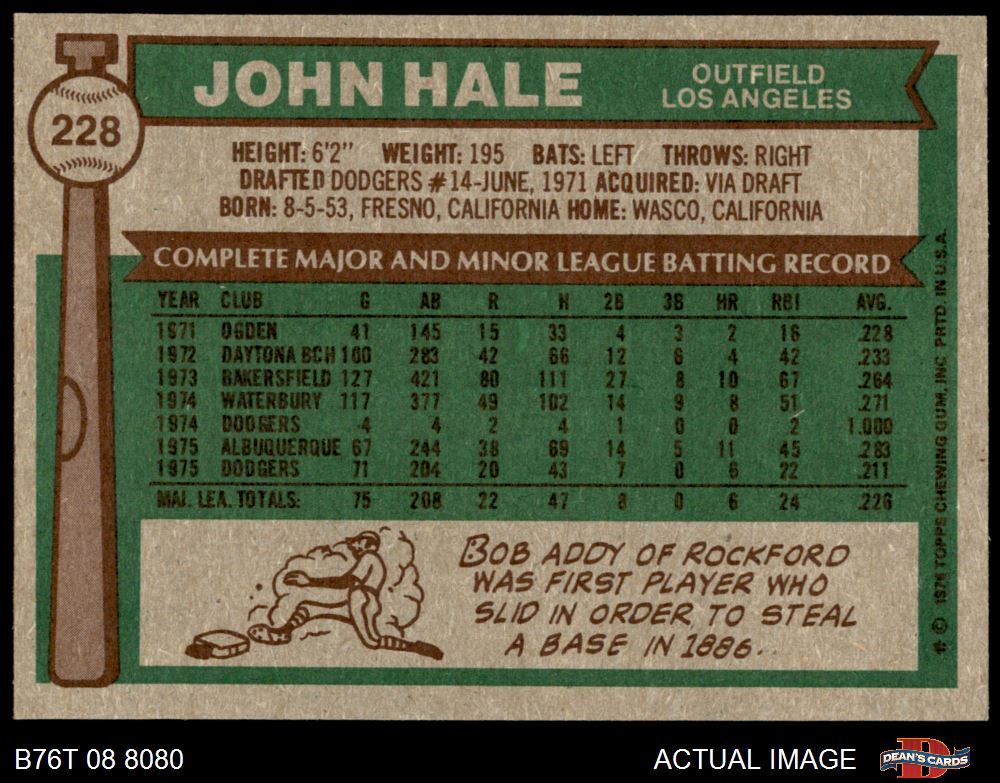 JOHN HALE
OUTFIELD
LOS ANGELES
228
HEIGHT: 6'2" WEIGHT: 195 BATS: LEFT THROWS: RIGHT
DRAFTED DODGERS #14-JUNE, 1971 ACQUIRED: VIA DRAFT
BORN: 8-5-53, FRESNO, CALIFORNIA HOME: WASCO, CALIFORNIA
COMPLETE MAJOR AND MINOR LEAGUE BATTING RECORD
YEAR CLUB G AB R H 2B 3B HR RBI AVG.
1971 OGDEN 41 145 15 33 4 3 2 16 .228
1972 DAYTONA BCH 100 283 42 66 12 6 4 42 .233
1973 BAKERSFIELD 127 421 80 111 27 8 10 67 .264
1974 WATERBURY 117 377 49 102 14 9 8 51 .271
1974 DODGERS 4 4 2 4 1 0 0 2 1.000
1975 ALBUQUERQUE 67 244 38 69 14 5 11 45 .283
1975 DODGERS 71 204 20 43 7 0 6 22 .211
MAJ. LEA. TOTALS: 75 208 22 47 8 0 6 24 .226
BOB ADDY OF ROCKFORD
WAS FIRST PLAYER WHO
SLID IN ORDER TO STEAL
A BASE IN 1886..
© 1976 TOPPS CHEWING GUM, INC. PRTD. IN U.S.A.
B76T 08 8080
ACTUAL IMAGE
DEAN'S CARDS